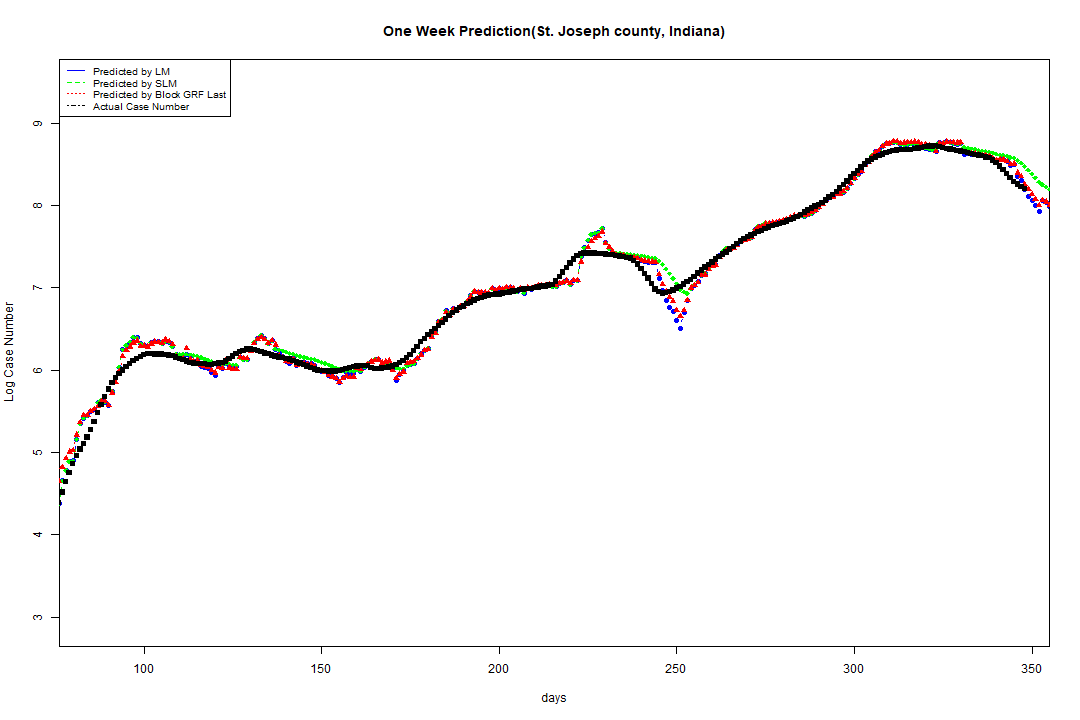 One Week Prediction(St. Joseph county, Indiana)
Predicted by LM
Predicted by SLM
Predicted by Block GRF Last
Actual Case Number
9
8
7
6
5
4
3
Log Case Number
100 150 200 250 300 350
days